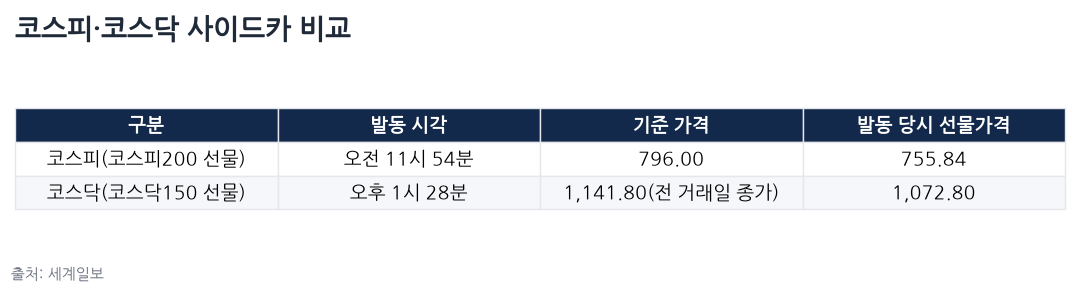 코스피·코스닥 사이드카 비교
구분 발동 시각 기준 가격 발동 당시 선물가격
코스피(코스피200 선물) 오전 11시 54분 796.00 755.84
코스닥(코스닥150 선물) 오후 1시 28분 1,141.80(전 거래일 종가) 1,072.80
출처: 세계일보